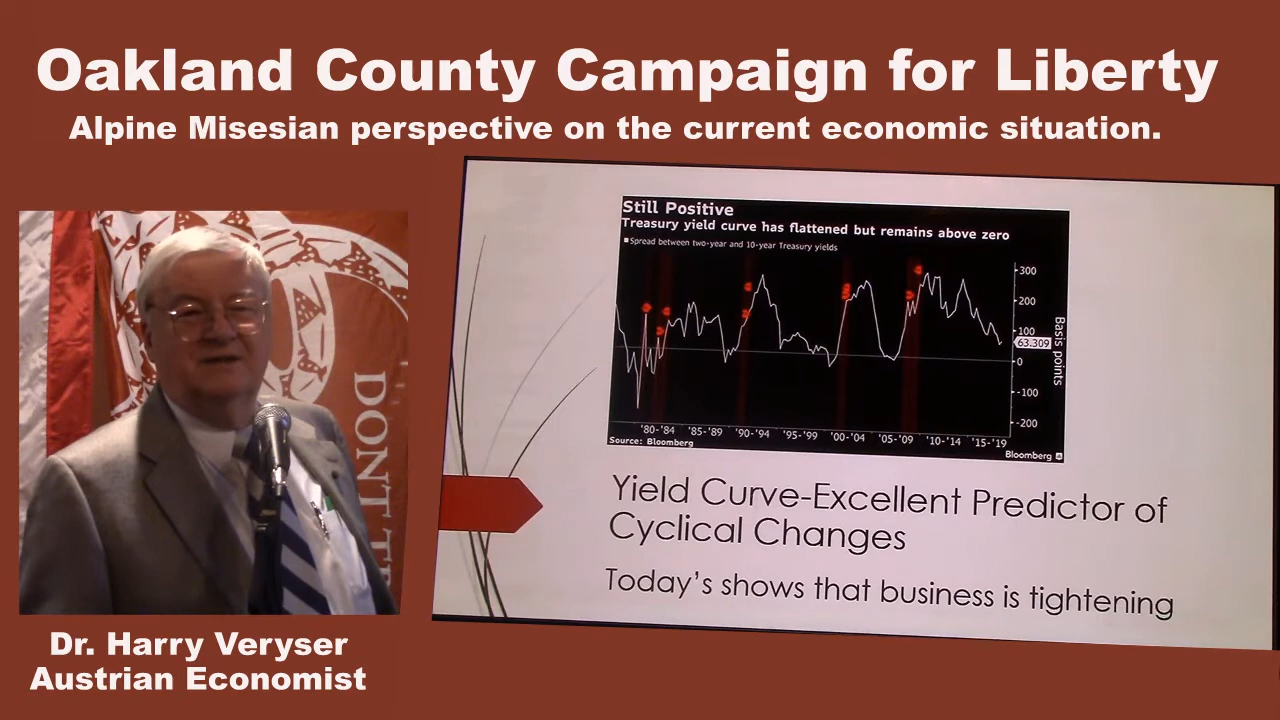 Oakland County Campaign for Liberty
Alpine Misesian perspective on the current economic situation.
DONT T
Still Positive
Treasury yield curve has flattened but remains above zero
Spread between two-year and 10-year Treasury yields
300
200
100
63.309
0
-100
-200
Basis points
'80-'84 '85-'89 '90-'94 '95-'99 '00-'04 '05-'09 '10-'14 '15-'19
Source: Bloomberg
Bloomberg
Yield Curve-Excellent Predictor of
Cyclical Changes
Today's shows that business is tightening
Dr. Harry Veryser
Austrian Economist